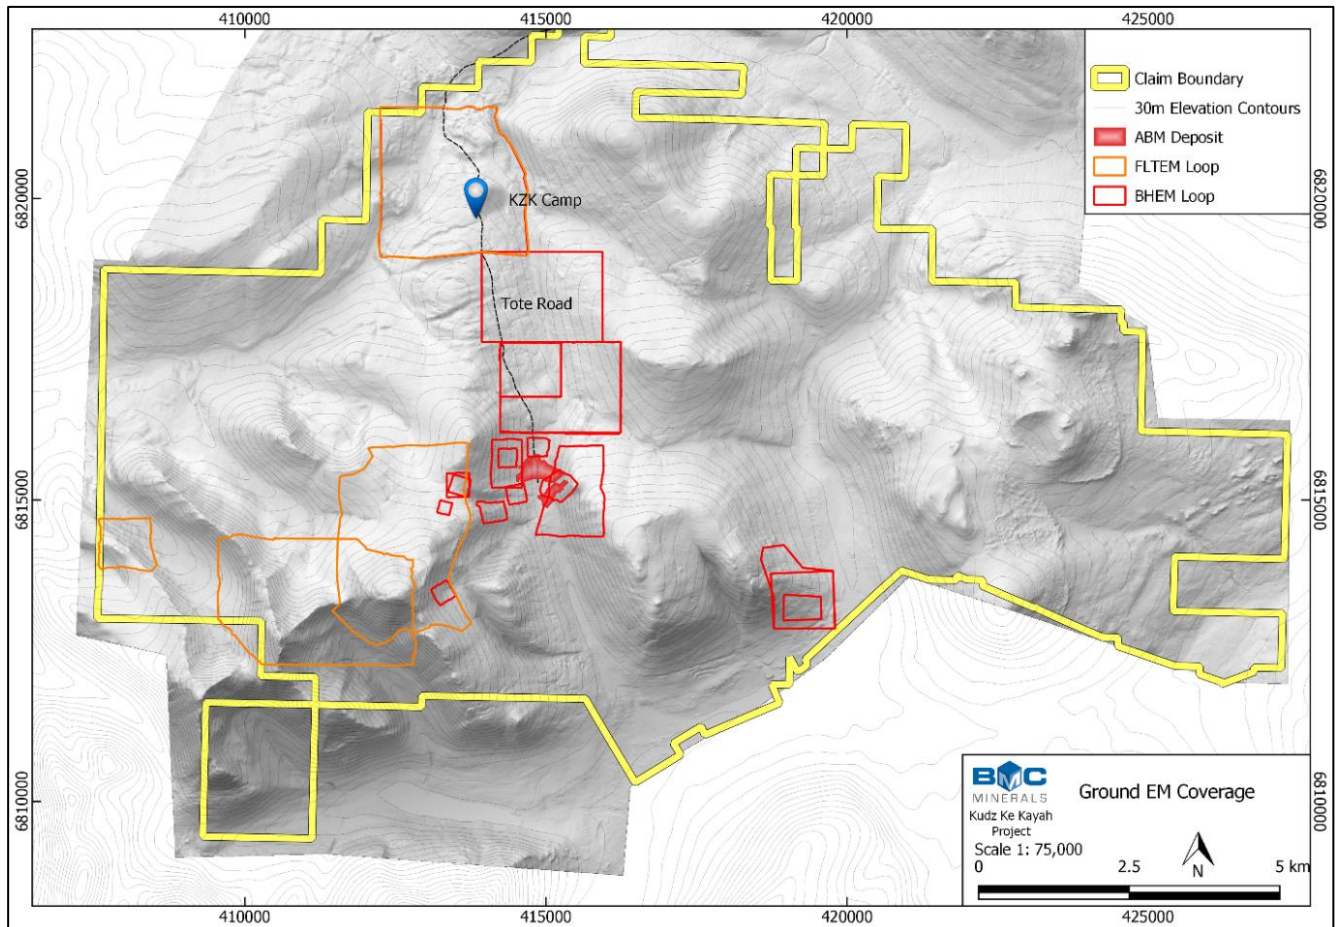 410000 415000 420000 425000
Claim Boundary
30m Elevation Contours
ABM Deposit
FLTEM Loop
BHEM Loop
6820000
6820000
KZK Camp
Tote Road
6815000
6815000
6810000
6810000
BMC
MINERALS
Ground EM Coverage
Kudz Ke Kayah
Project
Scale 1: 75,000
0 2.5 5 km
N
410000 415000 420000 425000